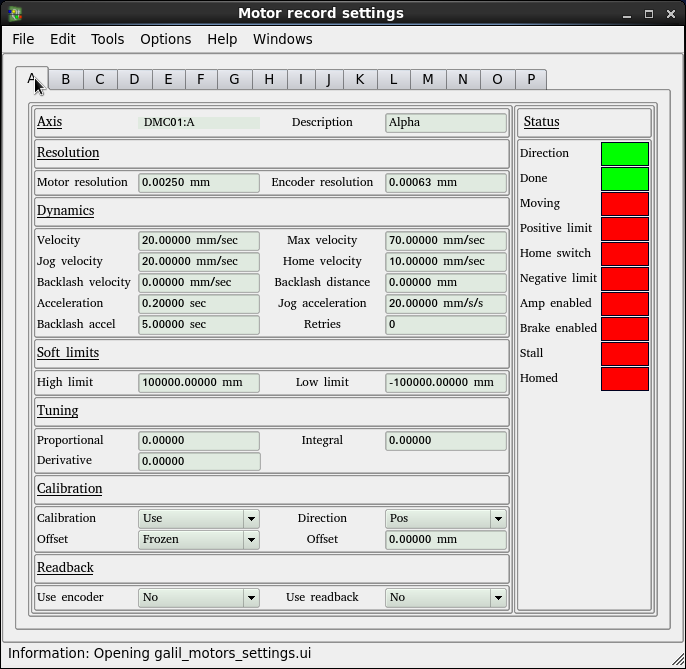 Motor record settings
File Edit Tools Options Help Windows
A B C D E F G H I J K L M N O P
Axis DMC01:A Description Alpha
Resolution
Motor resolution 0.00250 mm Encoder resolution 0.00063 mm
Dynamics
Velocity 20.00000 mm/sec Max velocity 70.00000 mm/sec
Jog velocity 20.00000 mm/sec Home velocity 10.00000 mm/sec
Backlash velocity 0.00000 mm/sec Backlash distance 0.00000 mm
Acceleration 0.20000 sec Jog acceleration 20.00000 mm/s/s
Backlash accel 5.00000 sec Retries 0
Soft limits
High limit 100000.00000 mm Low limit -100000.00000 mm
Tuning
Proportional 0.00000 Integral 0.00000
Derivative 0.00000
Calibration
Calibration Use Direction Pos
Offset Frozen Offset 0.00000 mm
Readback
Use encoder No Use readback No
Status
Direction
Done
Moving
Positive limit
Home switch
Negative limit
Amp enabled
Brake enabled
Stall
Homed
Information: Opening galil_motors_settings.ui